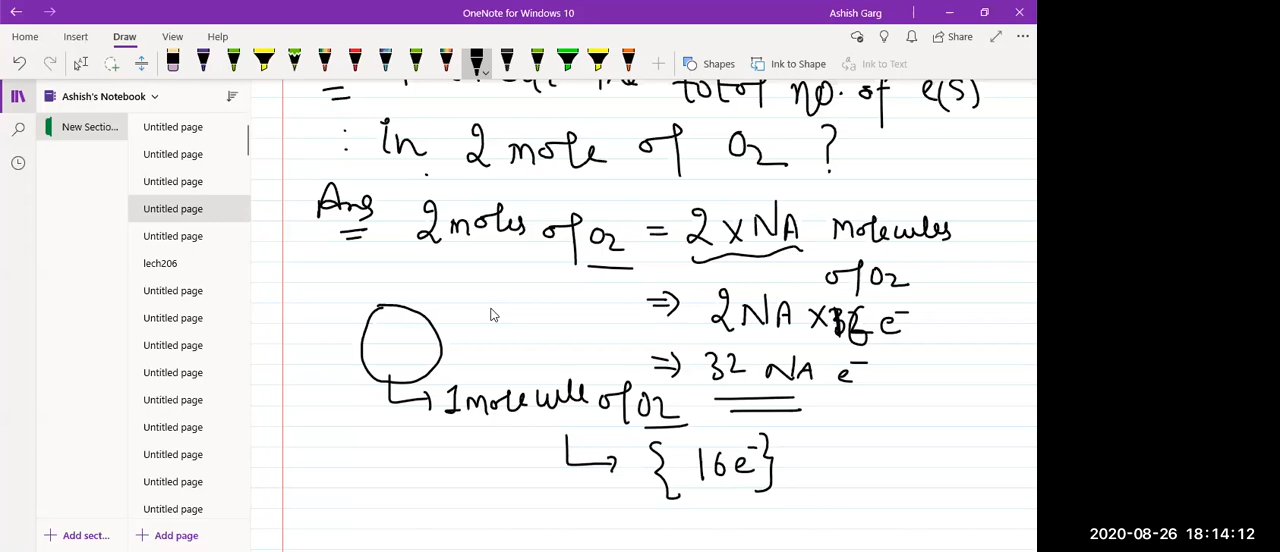 OneNote for Windows 10
Ashish Garg
Home Insert Draw View Help
Share
Shapes Ink to Shape Ink to Text
Ashish's Notebook
New Sectio...
Untitled page
Untitled page
Untitled page
Untitled page
Untitled page
lech206
Untitled page
Untitled page
Untitled page
Untitled page
Untitled page
Untitled page
Untitled page
Untitled page
Untitled page
Add sect...
Add page
the total no. of e(s)
: in 2 mole of O2 ?
Ans
2 moles of O2 = 2 X NA molecules
of O2
⇒ 2NA X 16 e-
⇒ 32 NA e-
1 molecule of O2
{ 16 e- }
2020-08-26 18:14:12